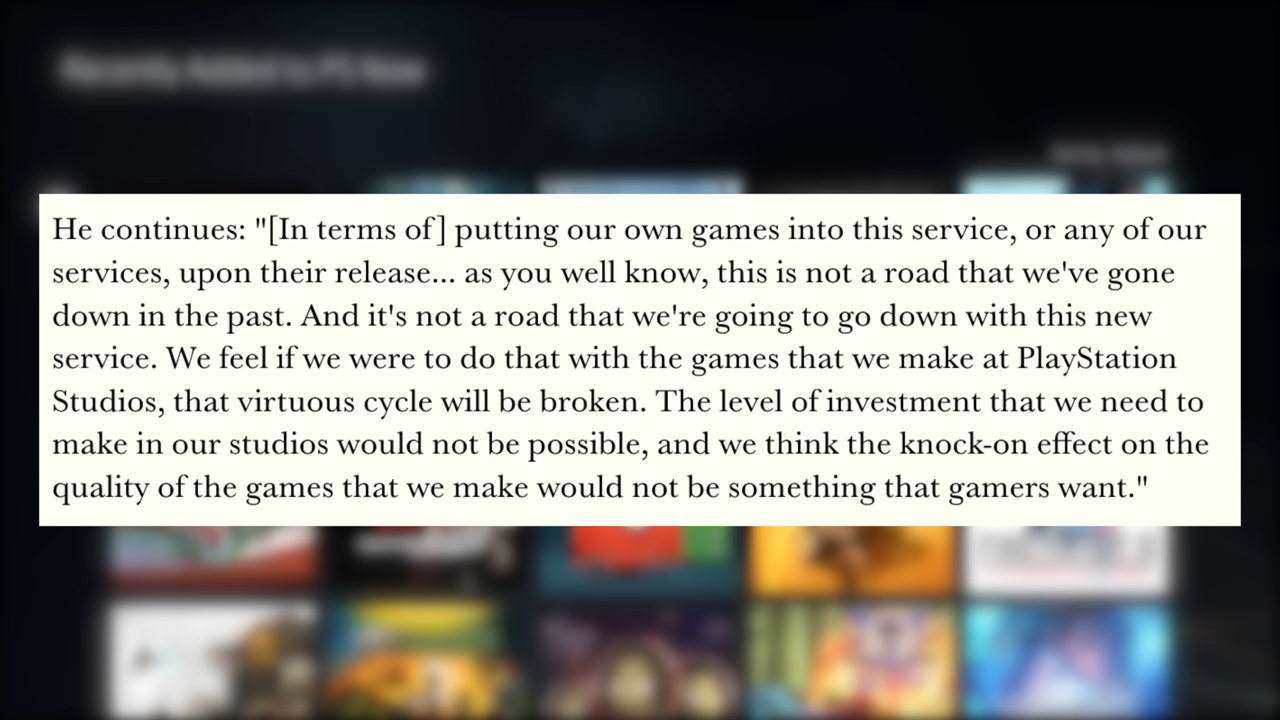 Recently Added to PS Now
He continues: "[In terms of] putting our own games into this service, or any of our
services, upon their release... as you well know, this is not a road that we've gone
down in the past. And it's not a road that we're going to go down with this new
service. We feel if we were to do that with the games that we make at PlayStation
Studios, that virtuous cycle will be broken. The level of investment that we need to
make in our studios would not be possible, and we think the knock-on effect on the
quality of the games that we make would not be something that gamers want."